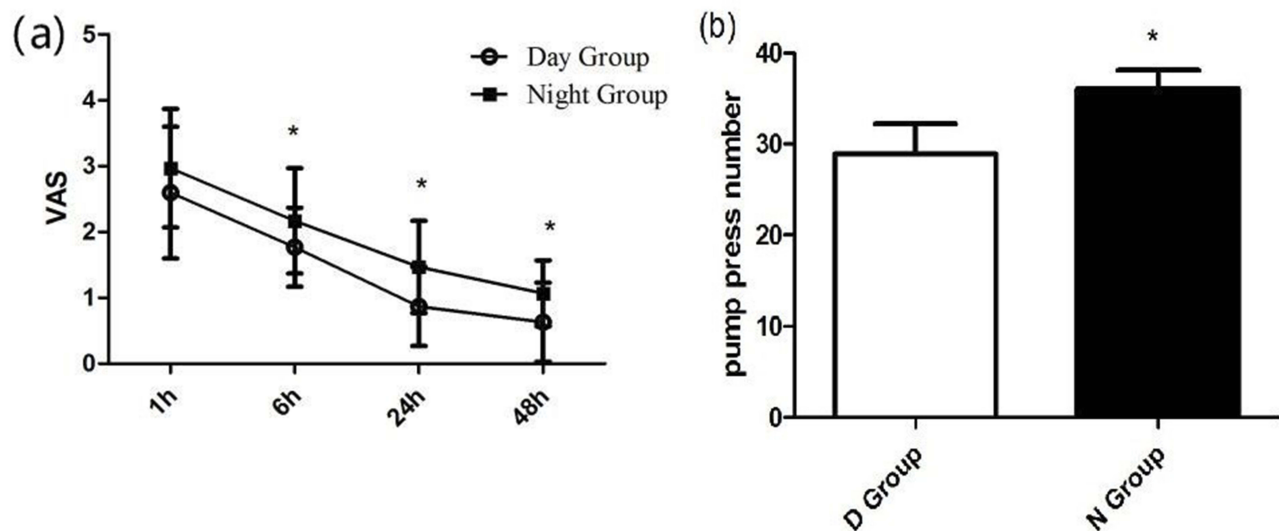 (a)
5
4
3
2
1
0
VAS
Day Group
Night Group
*
*
*
1h
6h
24h
48h
(b)
40
30
20
10
0
pump press number
*
D Group
N Group